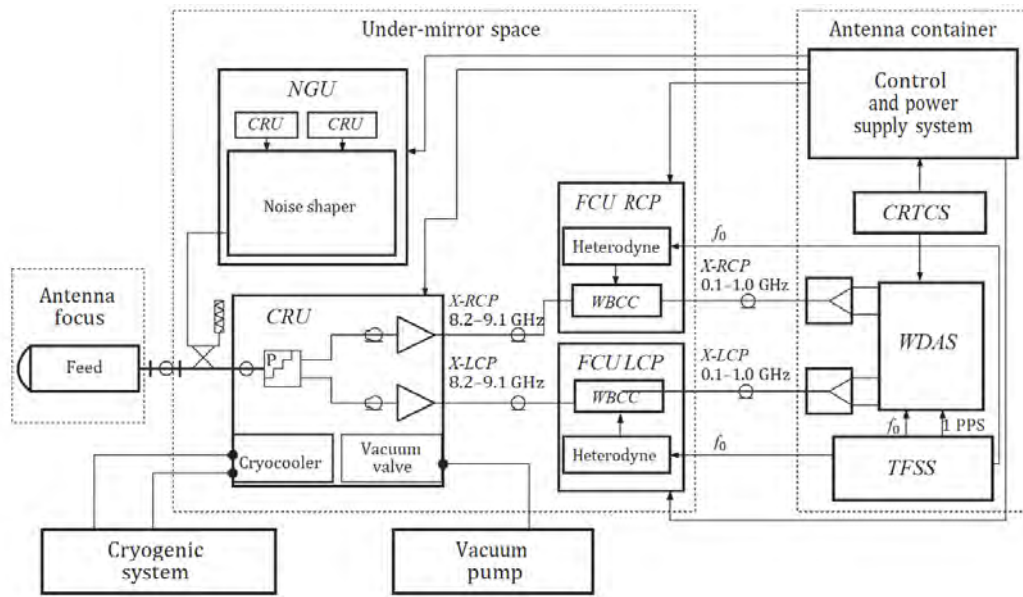 Under-mirror space
Antenna container
NGU
CRU
CRU
Noise shaper
Control
and power
supply system
CRTCS
Antenna
focus
Feed
CRU
P
X-RCP
8.2–9.1 GHz
X-LCP
8.2–9.1 GHz
Cryocooler
Vacuum
valve
FCU RCP
Heterodyne
WBCC
f0
X-RCP
0.1–1.0 GHz
FCU LCP
WBCC
Heterodyne
X-LCP
0.1–1.0 GHz
f0
WDAS
f0
1 PPS
TFSS
Cryogenic
system
Vacuum
pump